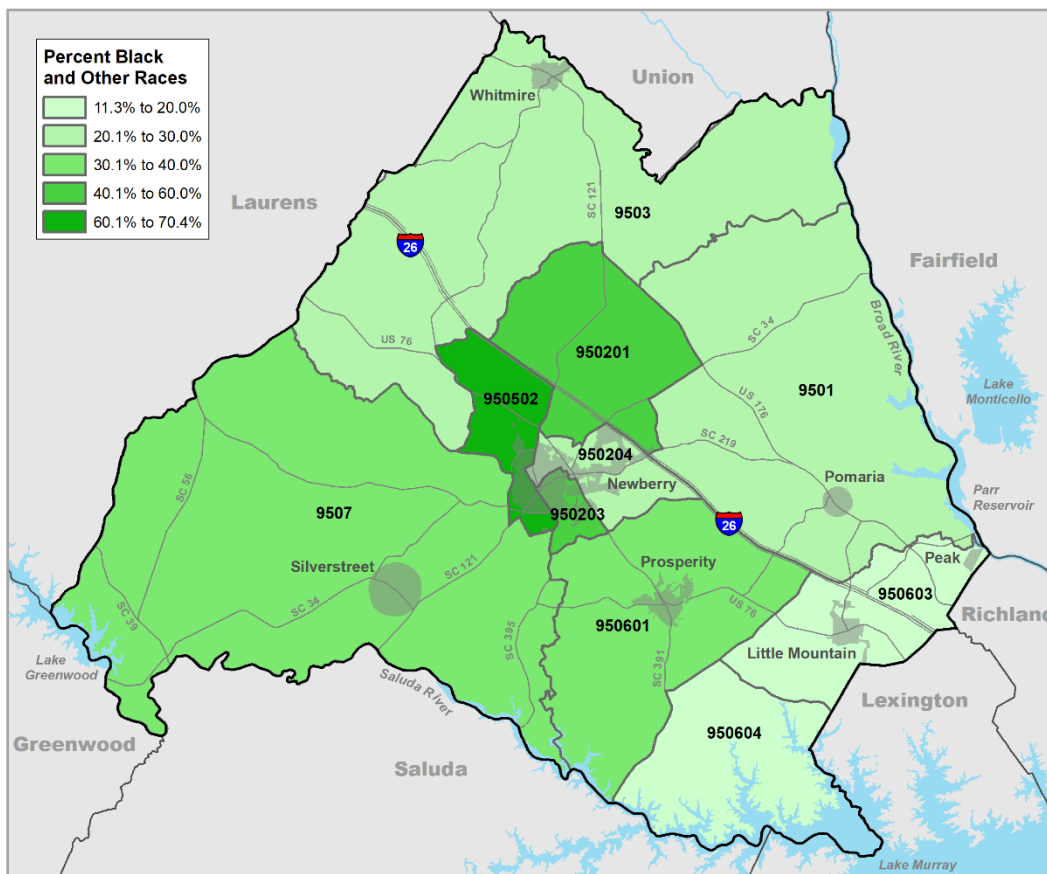 Percent Black
and Other Races
11.3% to 20.0%
20.1% to 30.0%
30.1% to 40.0%
40.1% to 60.0%
60.1% to 70.4%
Union
Whitmire
SC 121
Laurens
9503
26
Fairfield
Broad River
US 76
SC 34
950201
9501
Lake
Monticello
950502
US 176
SC 219
950204
Newberry
Pomaria
Parr
Reservoir
SC 56
9507
950203
26
Silverstreet
SC 121
Prosperity
Peak
SC 34
950603
Richland
US 76
950601
SC 39
SC 395
Little Mountain
SC 391
Lake
Greenwood
Saluda River
Lexington
950604
Greenwood
Saluda
Lake Murray